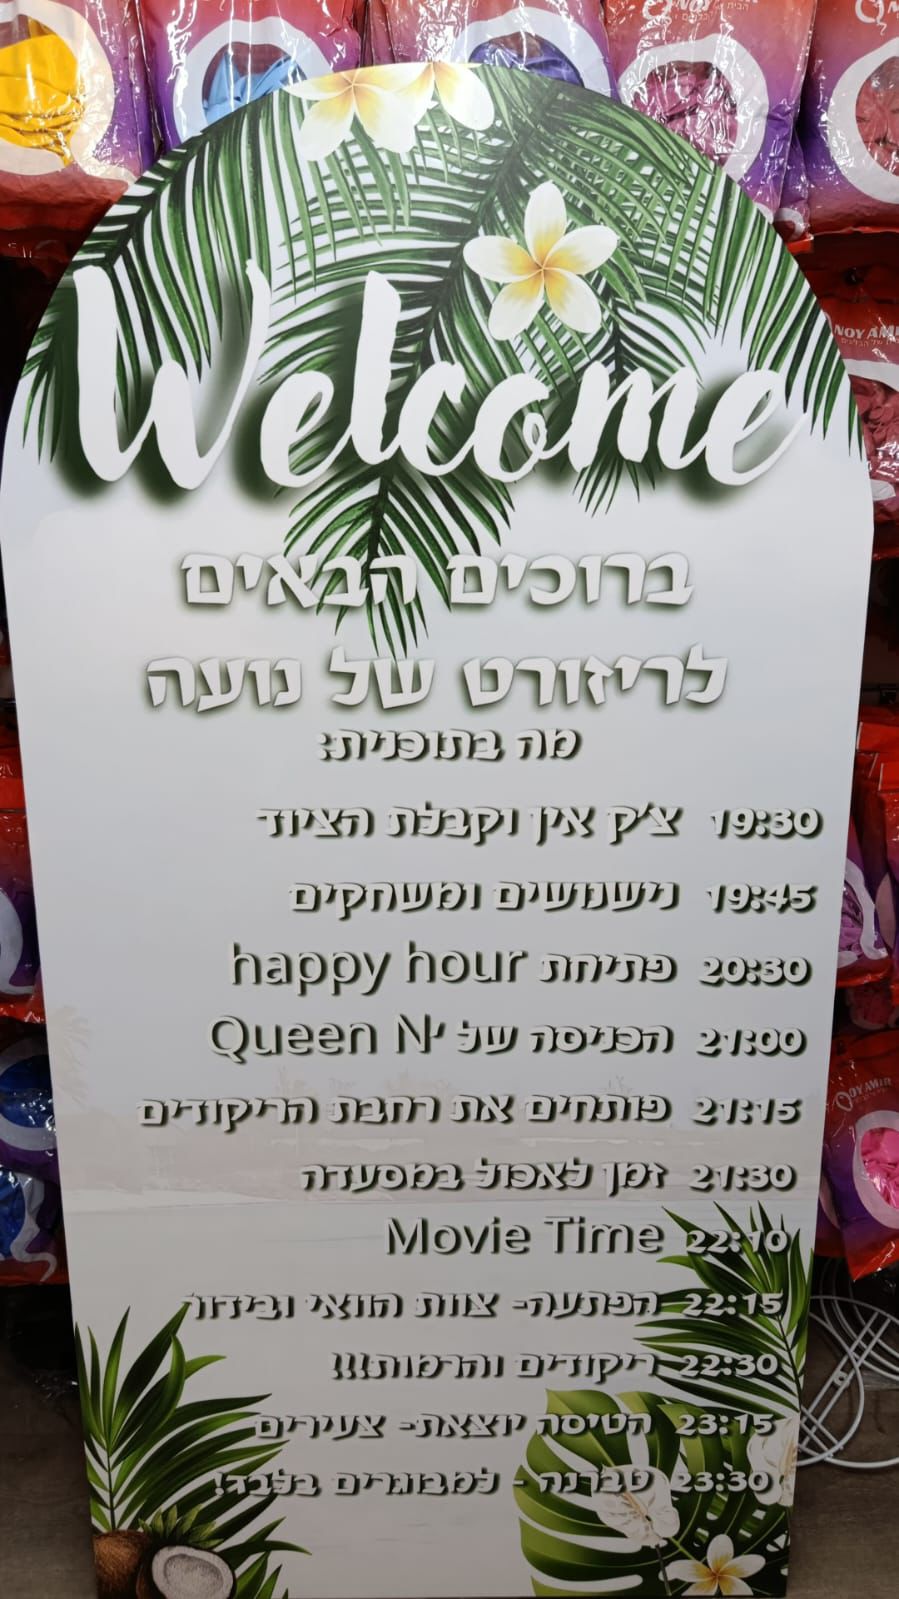 Welcome
ברוכים הבאים
לריזורט של נועה
מה בתוכנית:
19:30 צ'ק אין וקבלת הציוד
19:45 נישנושים ומשחקים
20:30 פתיחת happy hour
21:00 הכניסה של Queen N'
21:15 פותחים את רחבת הריקודים
21:30 זמן לאכול במסעדה
22:10 Movie Time
22:15 הפתעה- צוות הוואי ובידור
22:30 ריקודים והרמות!!!
23:15 הטיסה יוצאת- צעירים
23:30 טברנה - למבוגרים בלבד!
NOY AMIR